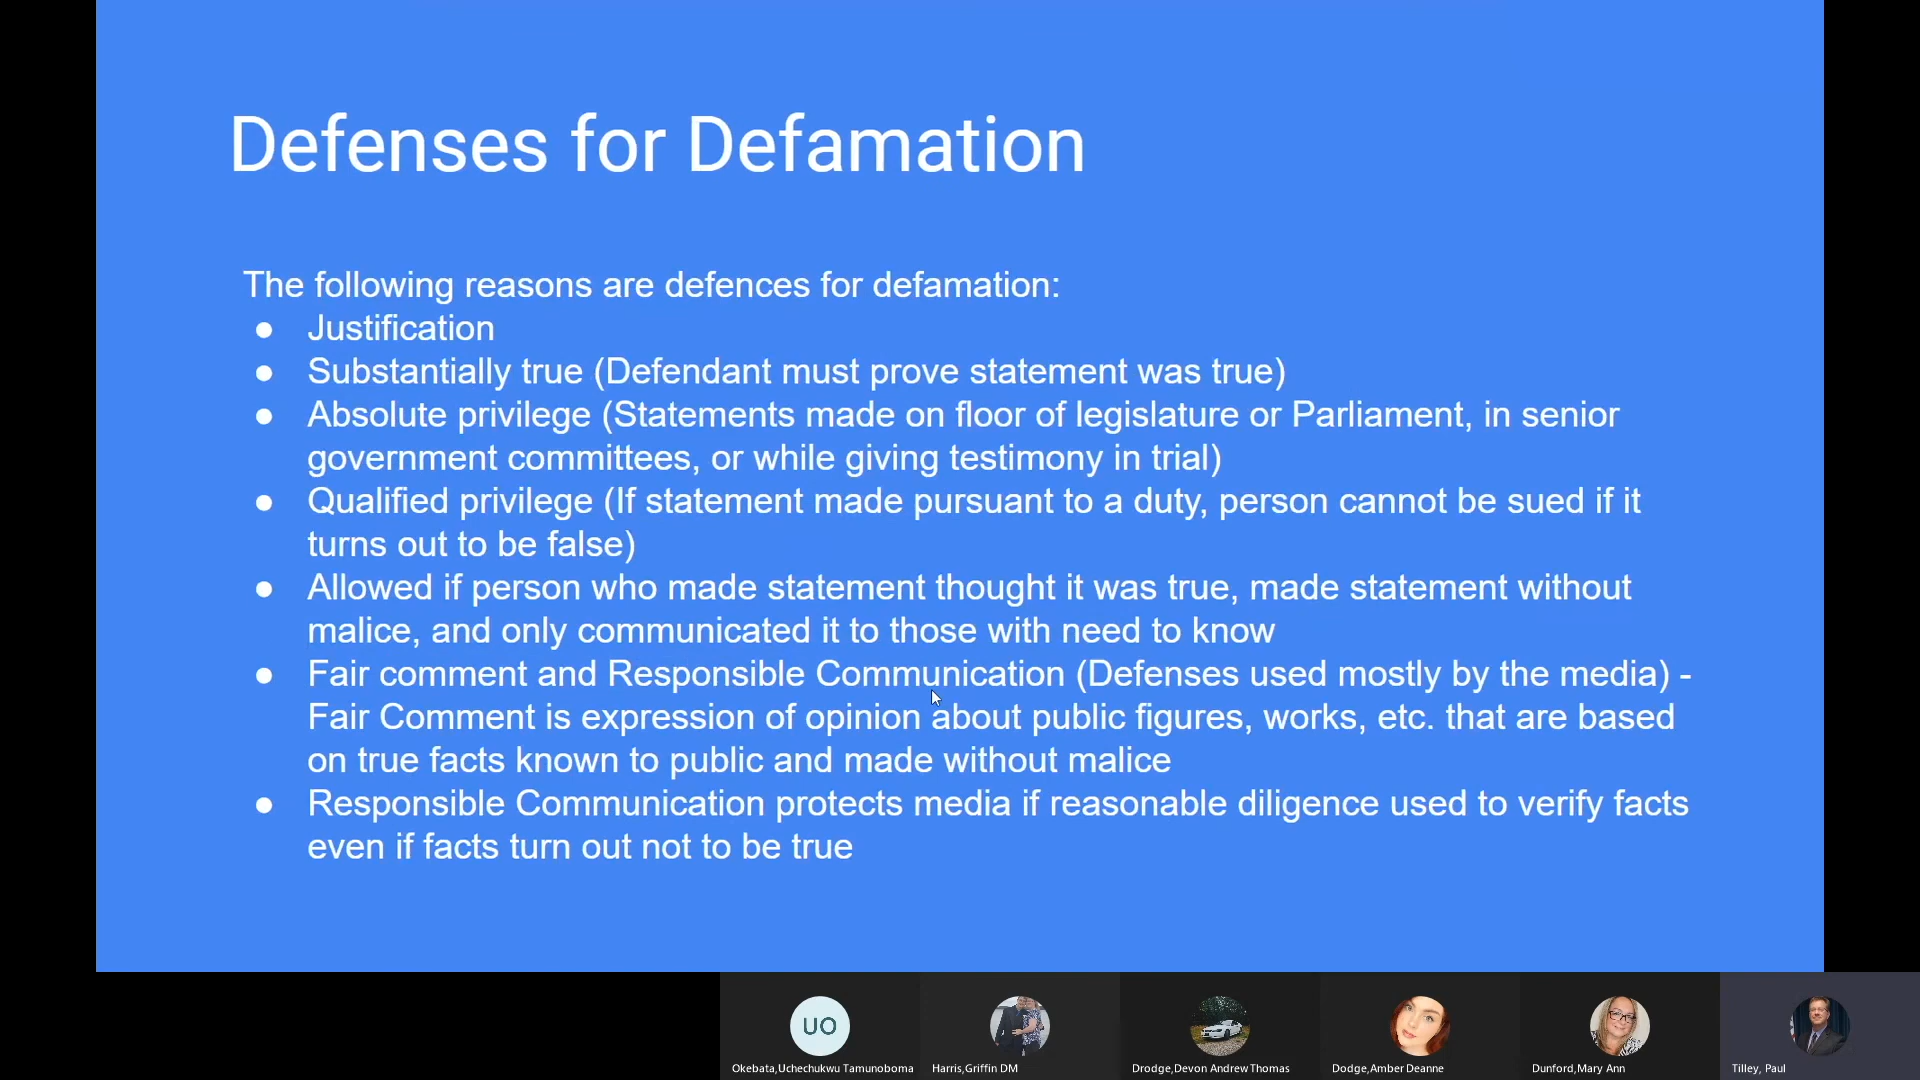 Defenses for Defamation
The following reasons are defences for defamation:
● Justification
● Substantially true (Defendant must prove statement was true)
● Absolute privilege (Statements made on floor of legislature or Parliament, in senior
government committees, or while giving testimony in trial)
● Qualified privilege (If statement made pursuant to a duty, person cannot be sued if it
turns out to be false)
● Allowed if person who made statement thought it was true, made statement without
malice, and only communicated it to those with need to know
● Fair comment and Responsible Communication (Defenses used mostly by the media) -
Fair Comment is expression of opinion about public figures, works, etc. that are based
on true facts known to public and made without malice
● Responsible Communication protects media if reasonable diligence used to verify facts
even if facts turn out not to be true
UO
Okebata,Uchechukwu Tamunoboma
Harris,Griffin DM
Drodge,Devon Andrew Thomas
Dodge,Amber Deanne
Dunford,Mary Ann
Tilley, Paul